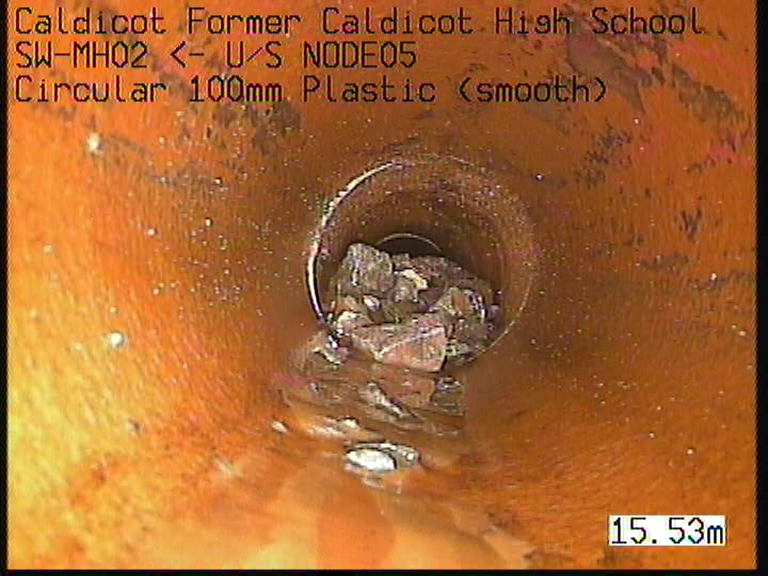 Caldicot Former Caldicot High School
SW-MH02 <- U/S NODE05
Circular 100mm Plastic (smooth)
15.53m